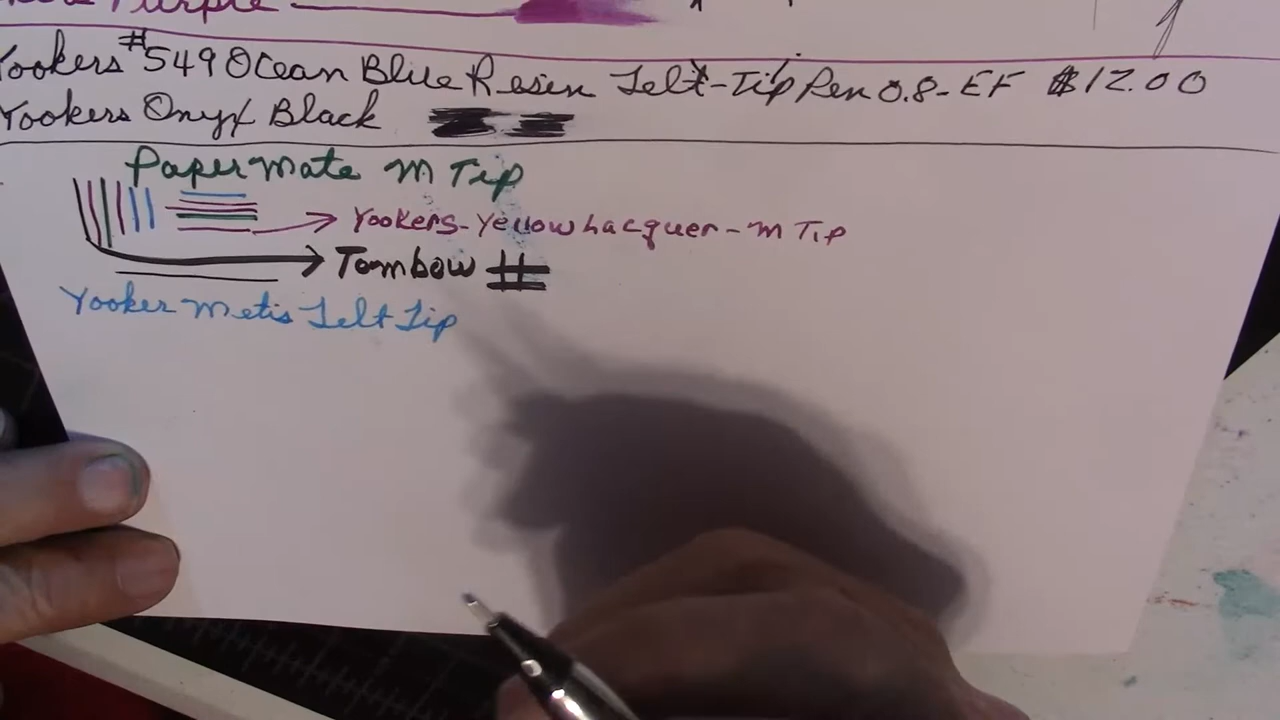 Purple
Yookers #549 Ocean Blue Resin Felt-Tip Pen 0.8-EF $12.00
Yookers Onyx Black
PaperMate M Tip
Yookers-Yellow Lacquer-M Tip
Tombow #
Yooker Metis Felt Tip